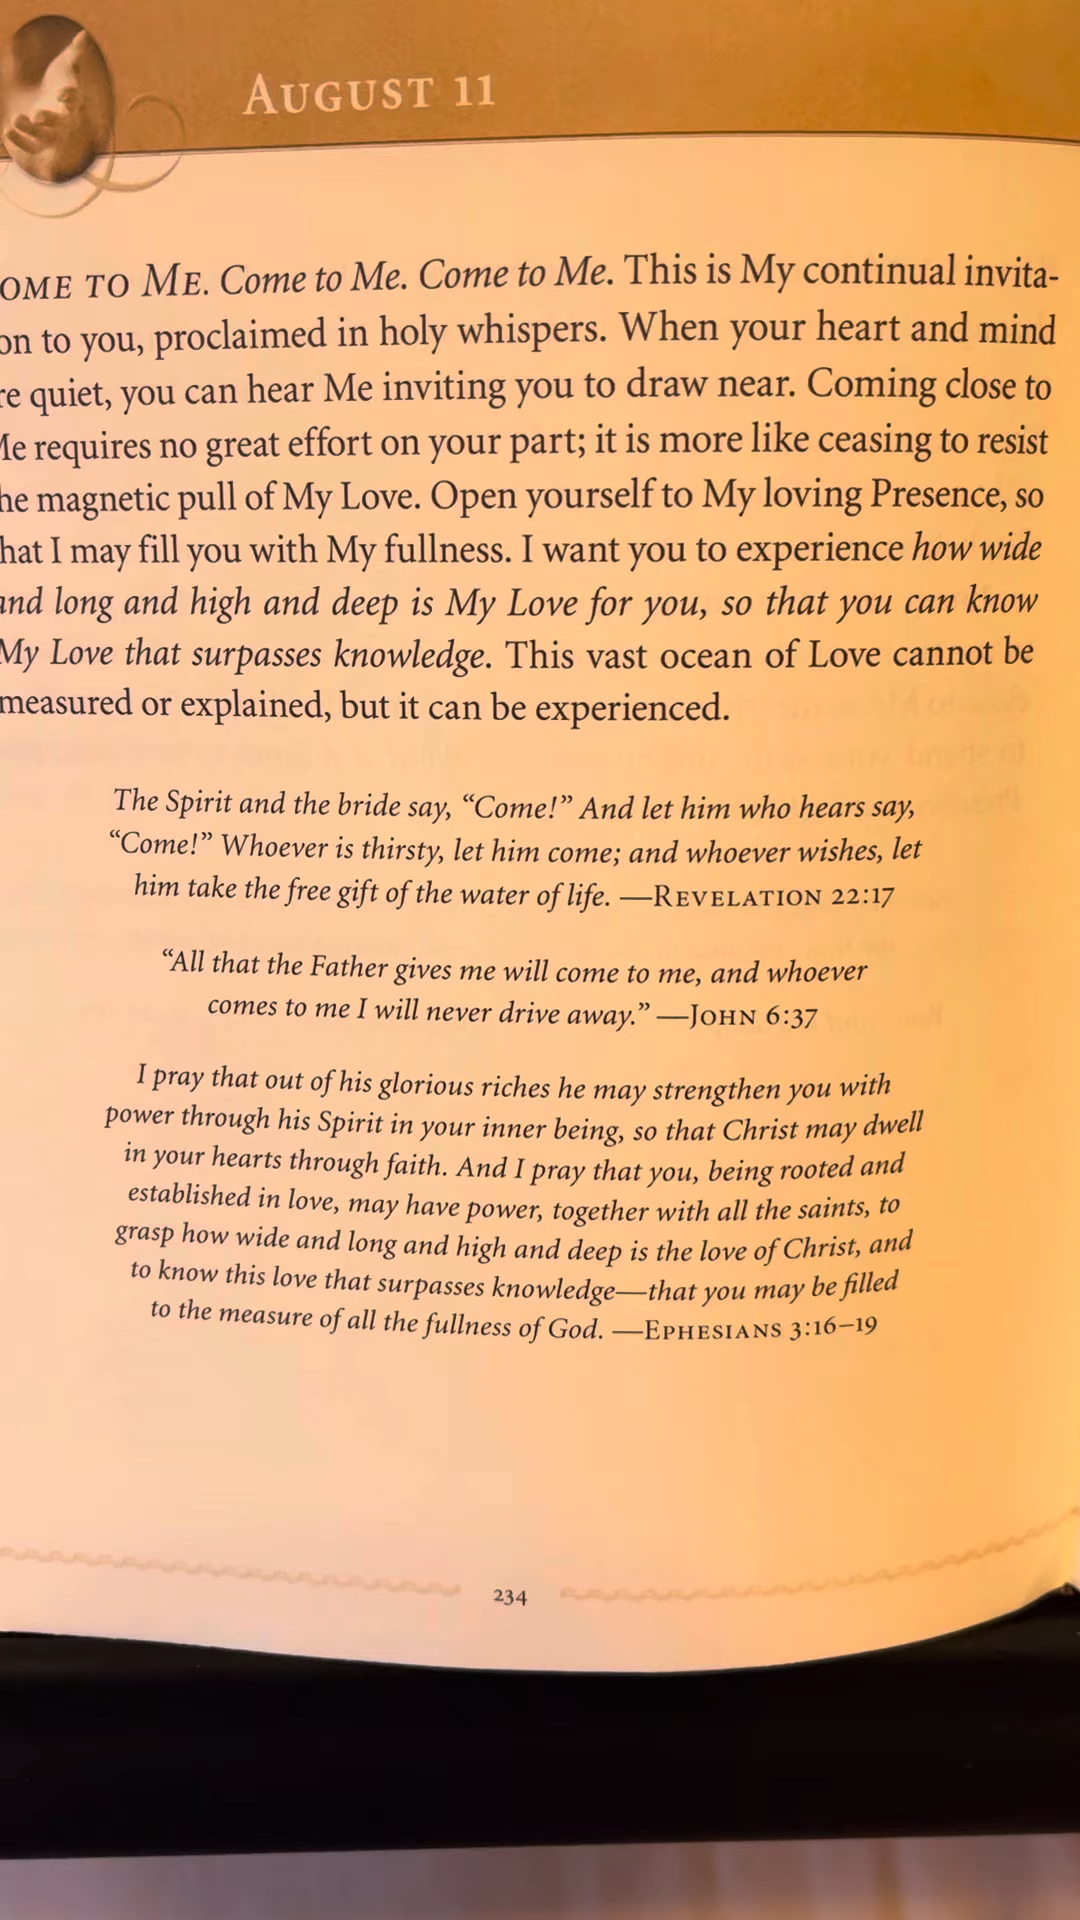 AUGUST 11
OME TO ME. Come to Me. Come to Me. This is My continual invita-
on to you, proclaimed in holy whispers. When your heart and mind
re quiet, you can hear Me inviting you to draw near. Coming close to
Me requires no great effort on your part; it is more like ceasing to resist
he magnetic pull of My Love. Open yourself to My loving Presence, so
hat I may fill you with My fullness. I want you to experience how wide
and long and high and deep is My Love for you, so that you can know
My Love that surpasses knowledge. This vast ocean of Love cannot be
measured or explained, but it can be experienced.
The Spirit and the bride say, “Come!” And let him who hears say,
“Come!” Whoever is thirsty, let him come; and whoever wishes, let
him take the free gift of the water of life. —REVELATION 22:17
“All that the Father gives me will come to me, and whoever
comes to me I will never drive away.” —JOHN 6:37
I pray that out of his glorious riches he may strengthen you with
power through his Spirit in your inner being, so that Christ may dwell
in your hearts through faith. And I pray that you, being rooted and
established in love, may have power, together with all the saints, to
grasp how wide and long and high and deep is the love of Christ, and
to know this love that surpasses knowledge—that you may be filled
to the measure of all the fullness of God. —EPHESIANS 3:16–19
234